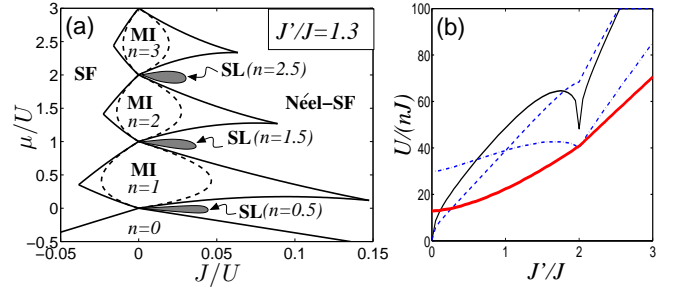 (a)
J'/J=1.3
MI
n=3
SF
SL(n=2.5)
MI
n=2
Néel–SF
SL(n=1.5)
MI
n=1
SL(n=0.5)
n=0
3
2.5
2
1.5
1
0.5
0
−0.5
μ/U
−0.05
0
0.05
0.1
0.15
J/U
(b)
100
80
60
40
20
0
U/(nJ)
0
1
2
3
J'/J